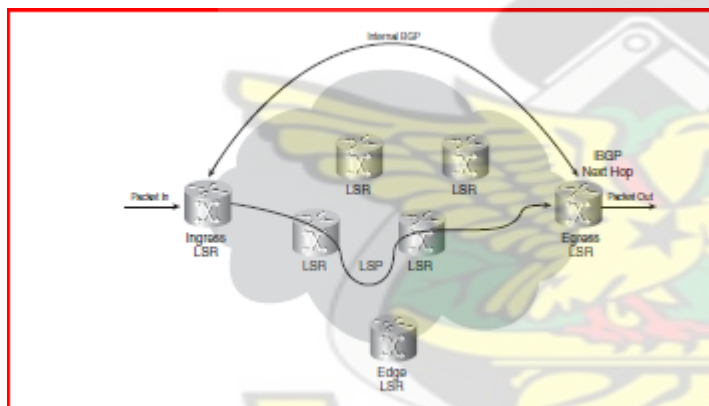 Internal BGP
LSR
LSR
IBGP
Next Hop
Packet In
Packet Out
Ingress
LSR
Egress
LSR
LSR
LSP
LSR
Edge
LSR